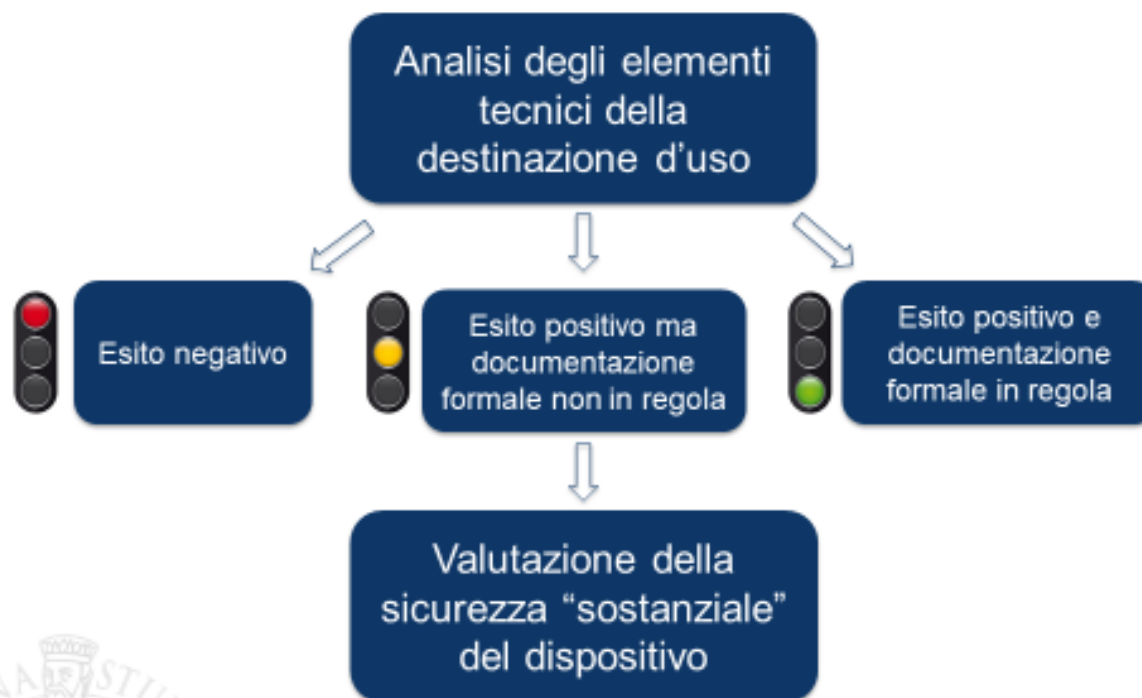 Analisi degli elementi
tecnici della
destinazione d'uso
Esito negativo
Esito positivo ma
documentazione
formale non in regola
Esito positivo e
documentazione
formale in regola
Valutazione della
sicurezza “sostanziale”
del dispositivo